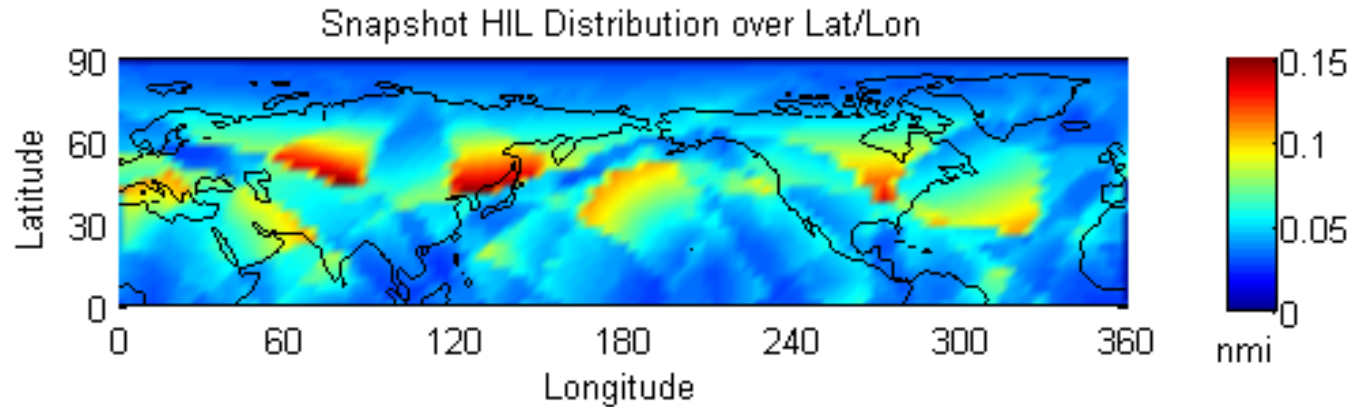 Snapshot HIL Distribution over Lat/Lon
90
60
30
0
Latitude
0 60 120 180 240 300 360
Longitude
0.15
0.1
0.05
0
nmi